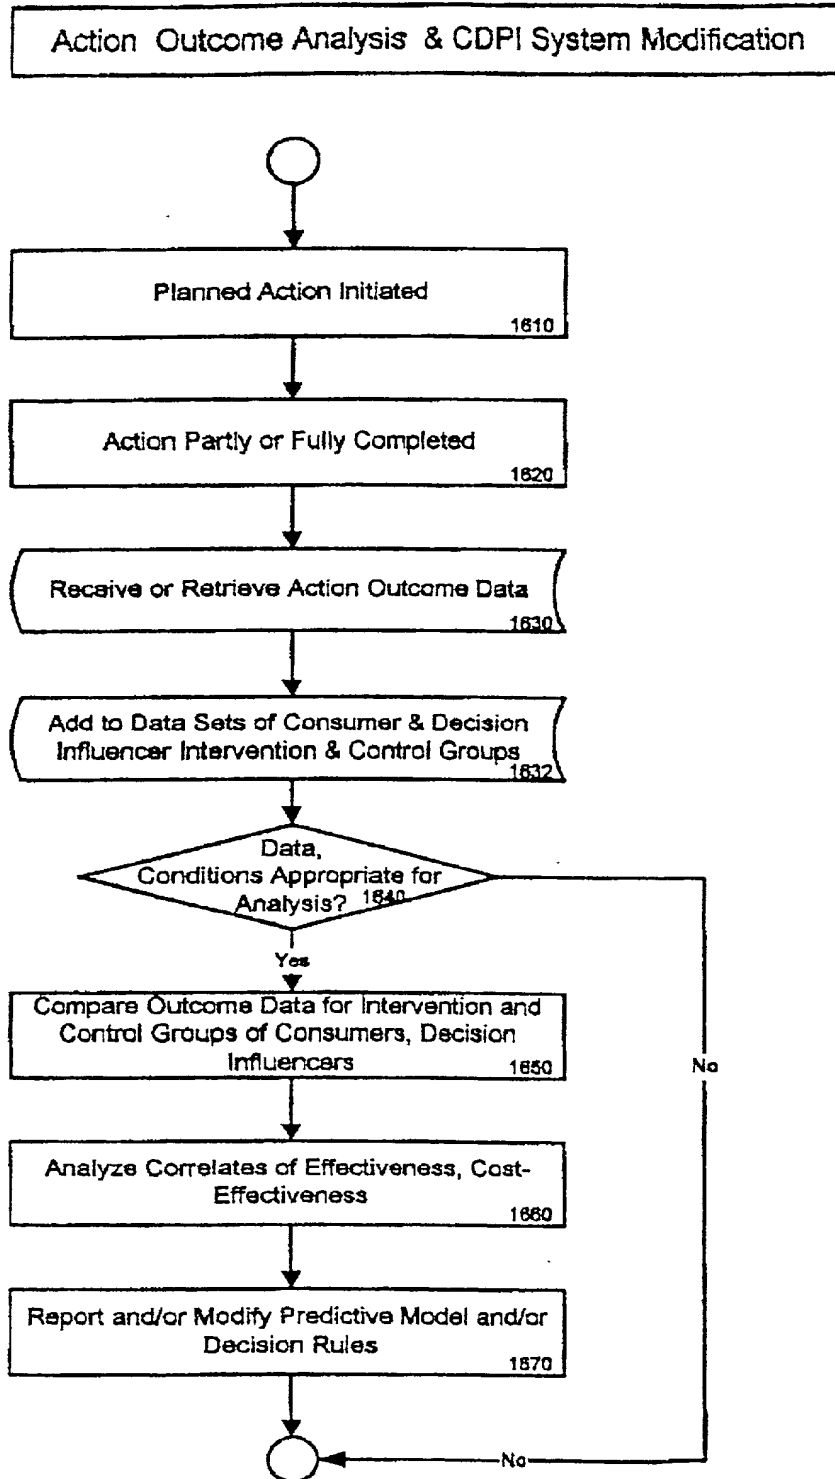 Action Outcome Analysis & CDPI System Modification
Planned Action Initiated
1610
Action Partly or Fully Completed
1620
Receive or Retrieve Action Outcome Data
1630
Add to Data Sets of Consumer & Decision
Influencer Intervention & Control Groups
1632
Data,
Conditions Appropriate for
Analysis? 1640
Yes
Compare Outcome Data for Intervention and
Control Groups of Consumers, Decision
Influencers
1650
No
Analyze Correlates of Effectiveness, Cost-
Effectiveness
1660
Report and/or Modify Predictive Model and/or
Decision Rules
1670
No